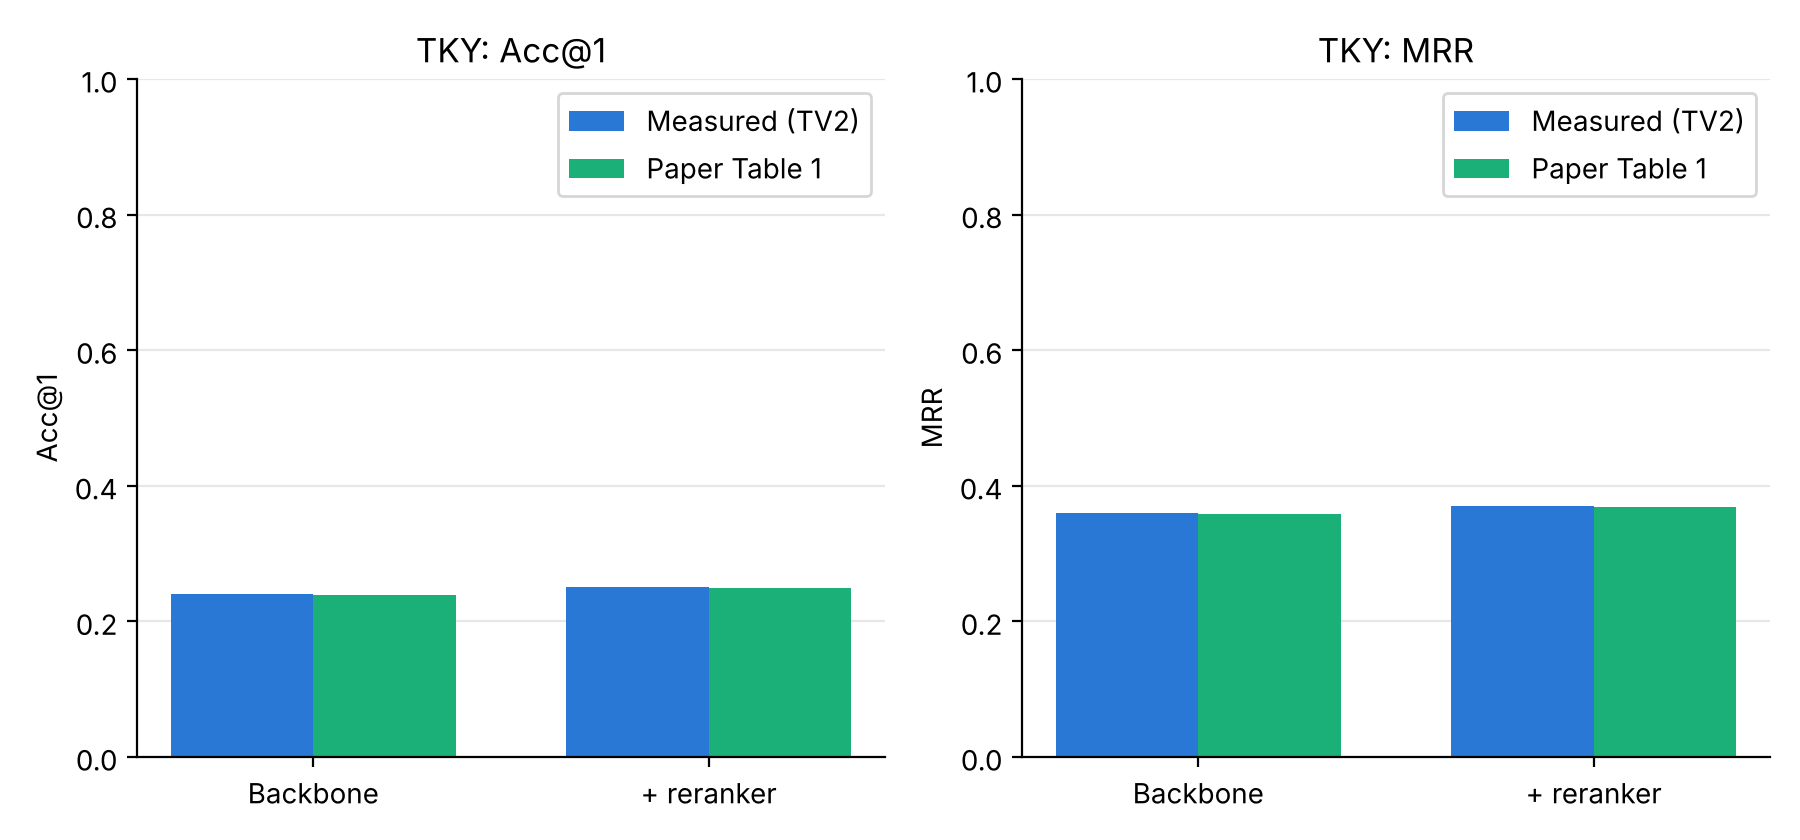 TKY: Acc@1
1.0
0.8
0.6
0.4
0.2
0.0
Acc@1
Measured (TV2)
Paper Table 1
Backbone
+ reranker
TKY: MRR
1.0
0.8
0.6
0.4
0.2
0.0
MRR
Measured (TV2)
Paper Table 1
Backbone
+ reranker